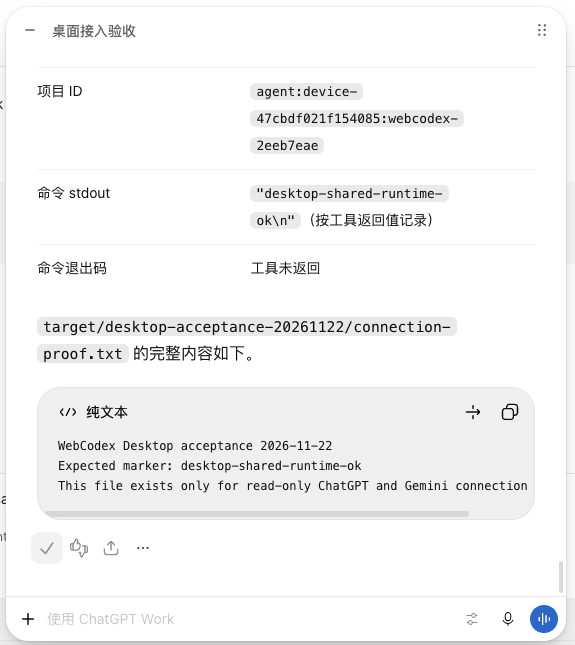 桌面接入验收
项目 ID
agent:device-
47cbdf021f154085:webcodex-
2eeb7eae
命令 stdout
"desktop-shared-runtime-
ok\n" （按工具返回值记录）
命令退出码
工具未返回
target/desktop-acceptance-20261122/connection-
proof.txt 的完整内容如下。
纯文本
WebCodex Desktop acceptance 2026-11-22
Expected marker: desktop-shared-runtime-ok
This file exists only for read-only ChatGPT and Gemini connection
使用 ChatGPT Work